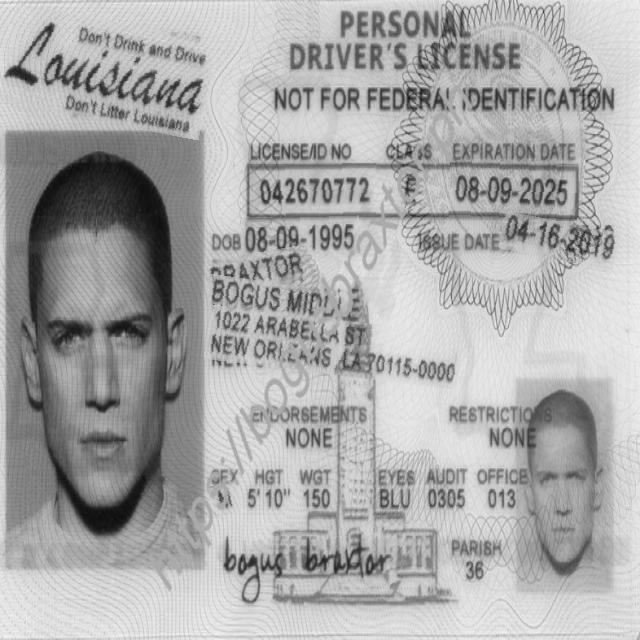 Don't Drink and Drive
Louisiana
Don't Litter Louisiana
PERSONAL
DRIVER'S LICENSE
NOT FOR FEDERAL IDENTIFICATION
LICENSE/ID NO CLASS EXPIRATION DATE
042670772 E 08-09-2025
DOB 08-09-1995 ISSUE DATE 04-16-2019
BRAXTOR
BOGUS MIDDLE
1022 ARABELLA ST
NEW ORLEANS, LA 70115-0000
ENDORSEMENTS RESTRICTIONS
NONE NONE
SEX HGT WGT EYES AUDIT OFFICE
M 5'10" 150 BLU 0305 013
bogus braxtor
PARISH
36